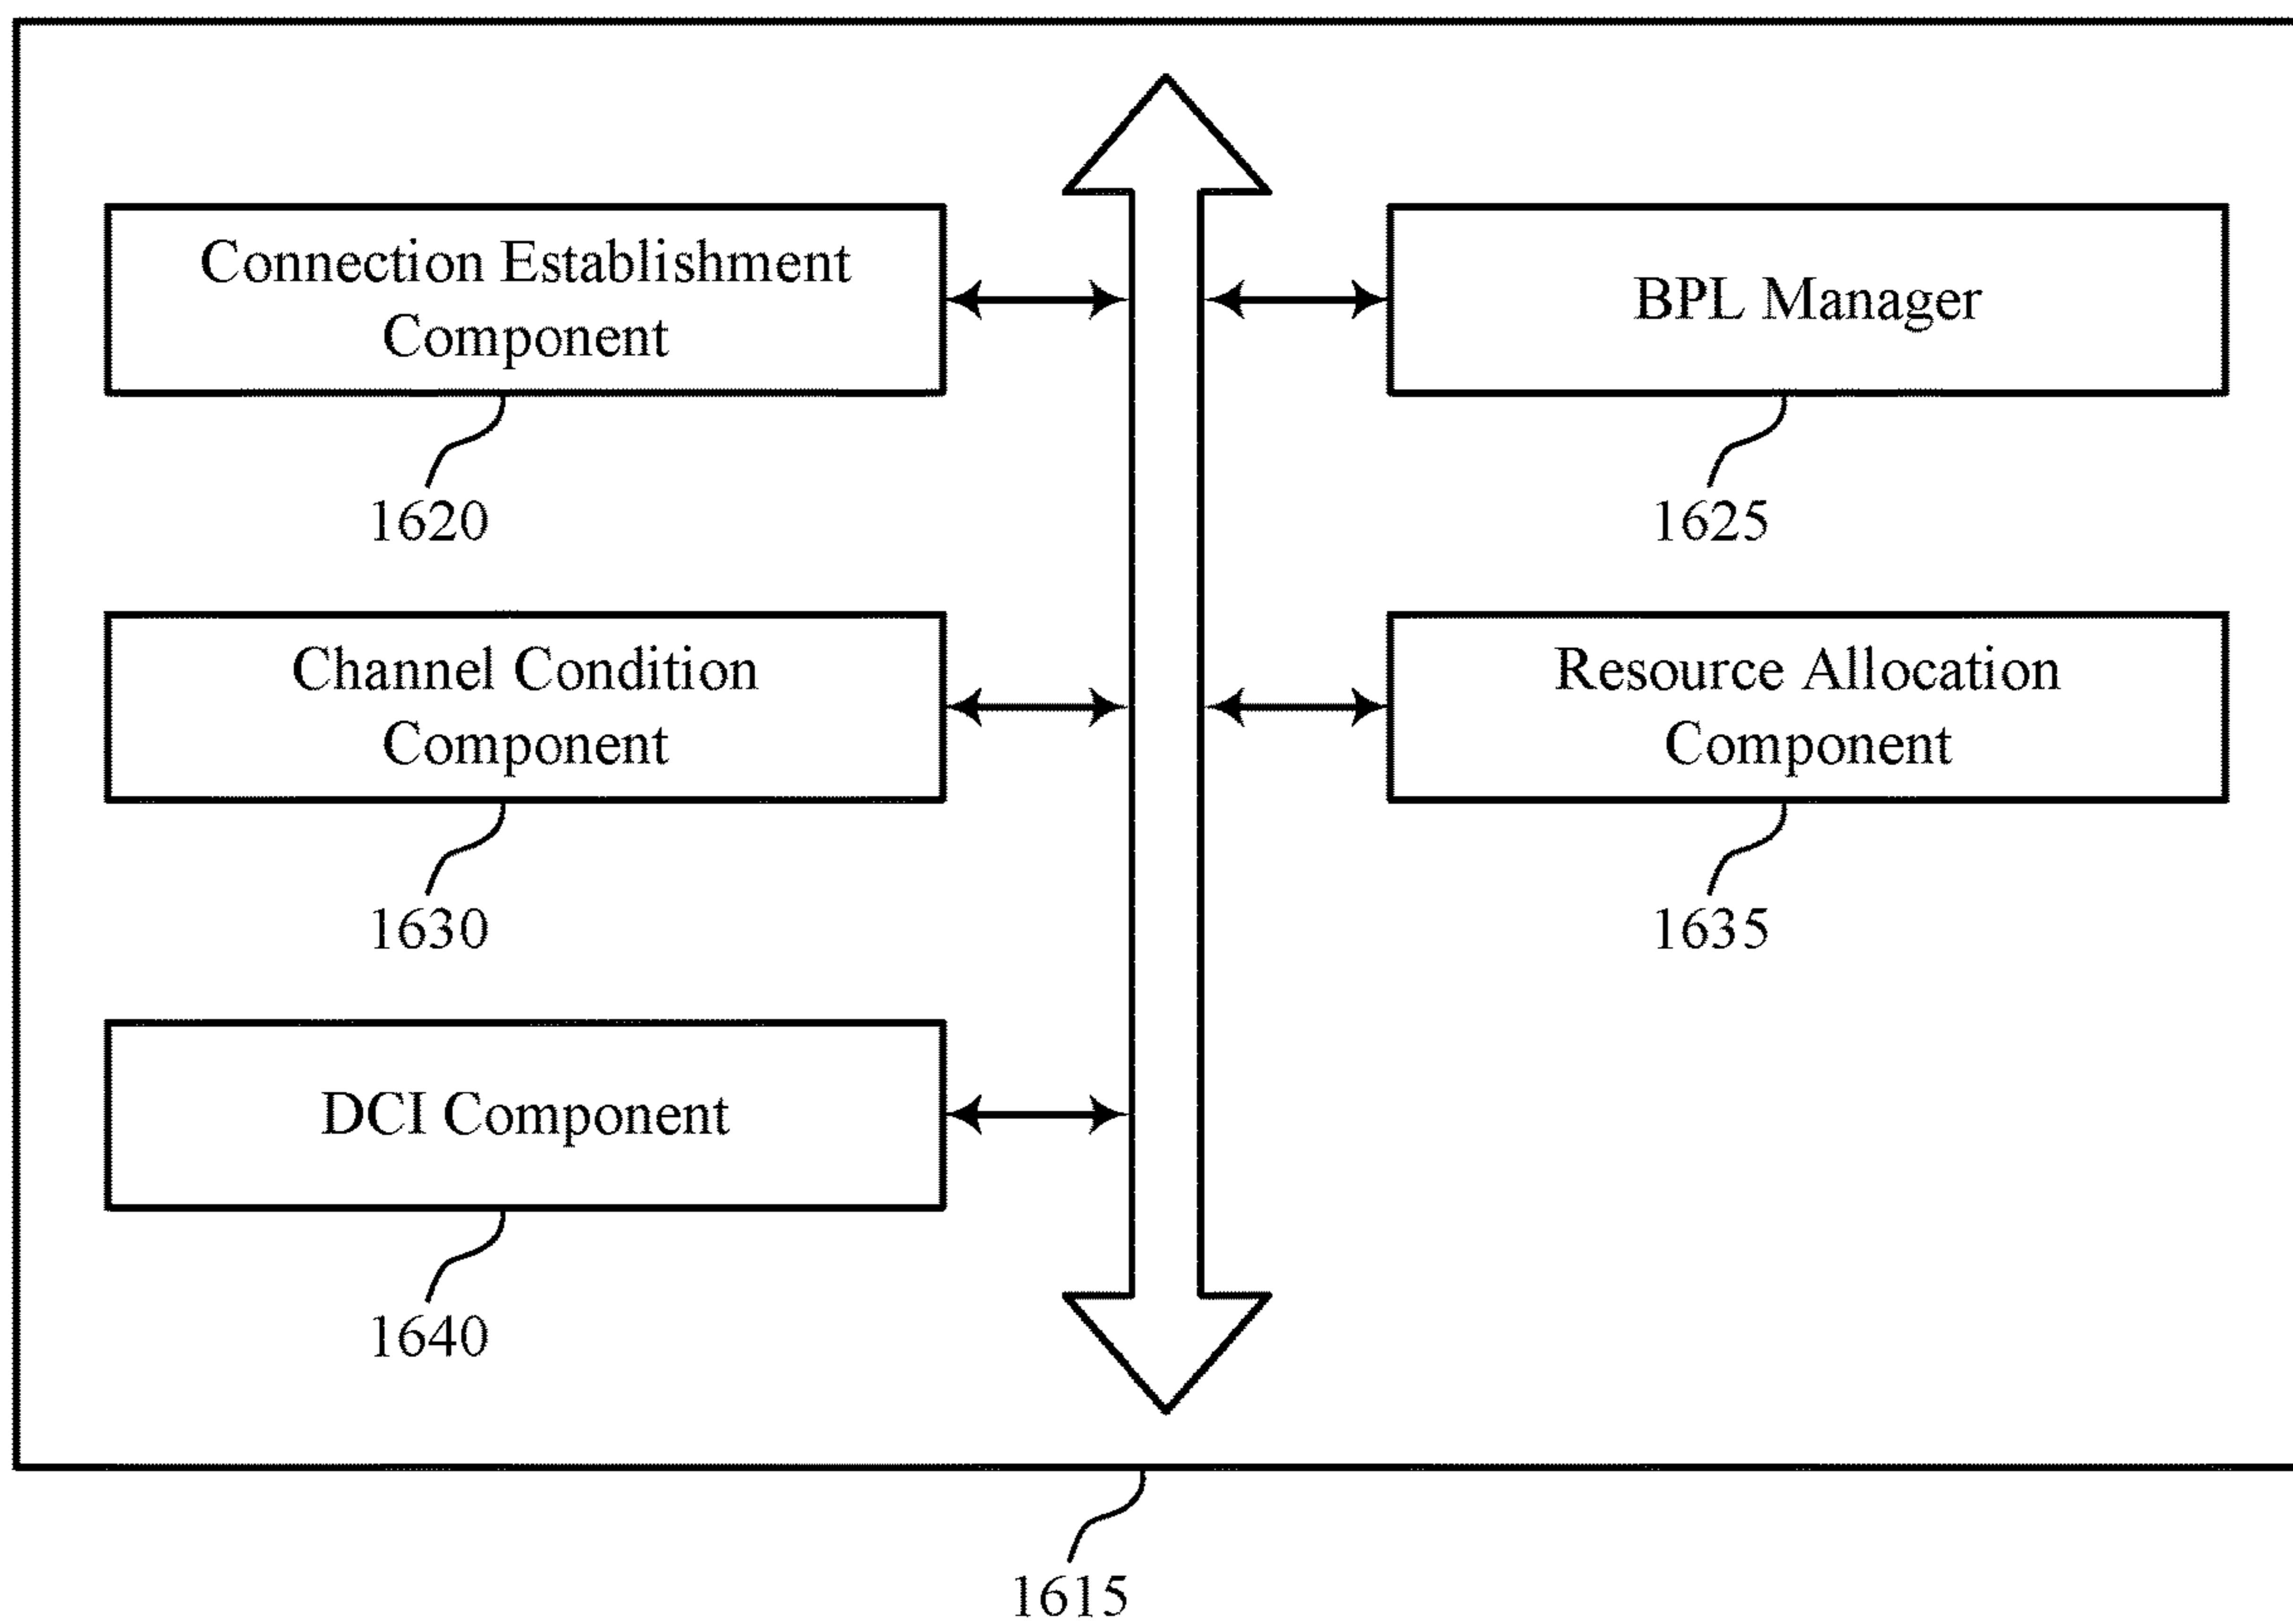 Connection Establishment
Component
BPL Manager
1620
1625
Channel Condition
Component
Resource Allocation
Component
1630
1635
DCI Component
1640
1615